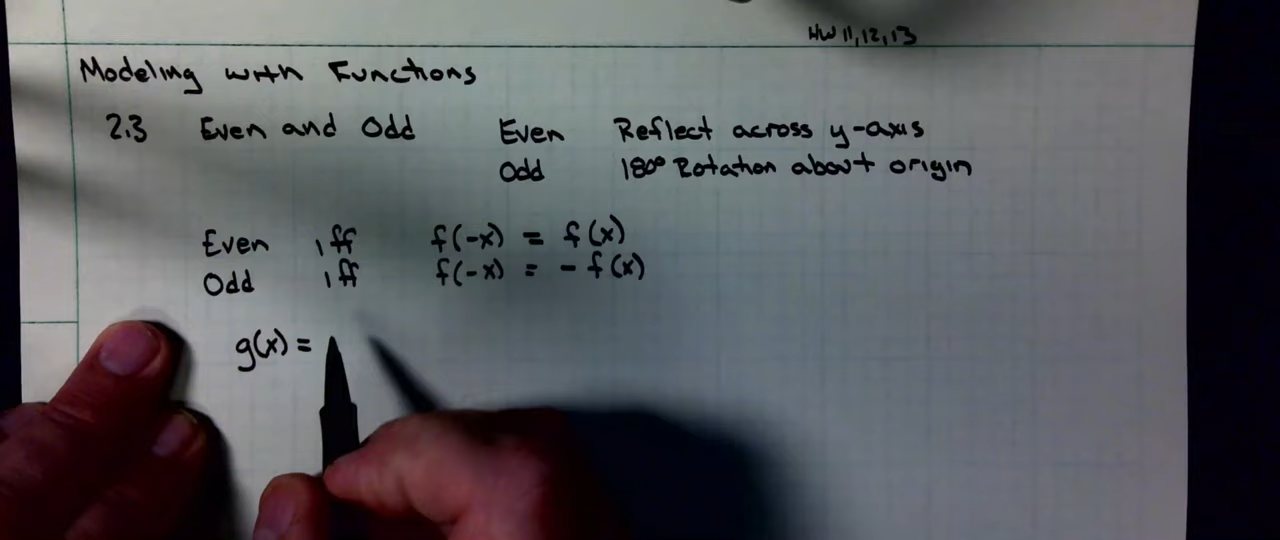 HW 11, 12, 13
Modeling with Functions
2.3 Even and Odd Even Reflect across y-axis
Odd 180° Rotation about origin
Even iff f(-x) = f(x)
Odd iff f(-x) = - f(x)
g(x) =